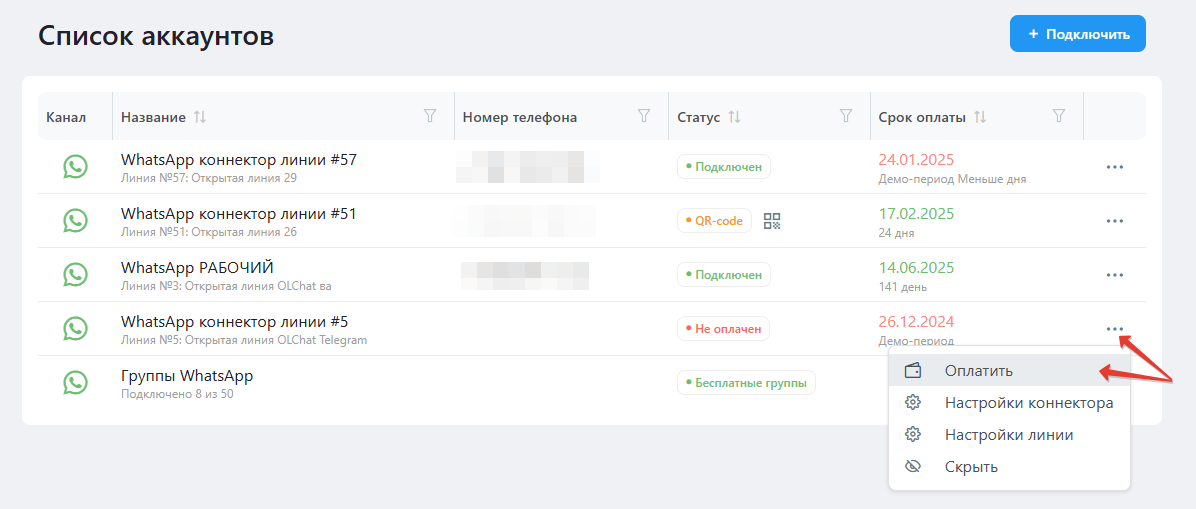 Список аккаунтов
+ Подключить
Канал Название Номер телефона Статус Срок оплаты
WhatsApp коннектор линии #57 Подключен 24.01.2025
Линия №57: Открытая линия 29 Демо-период Меньше дня
WhatsApp коннектор линии #51 QR-code 17.02.2025
Линия №51: Открытая линия 26 24 дня
WhatsApp РАБОЧИЙ Подключен 14.06.2025
Линия №3: Открытая линия OLChat ва 141 день
WhatsApp коннектор линии #5 Не оплачен 26.12.2024
Линия №5: Открытая линия OLChat Telegram Демо-период
Группы WhatsApp Бесплатные группы
Подключено 8 из 50
Оплатить
Настройки коннектора
Настройки линии
Скрыть